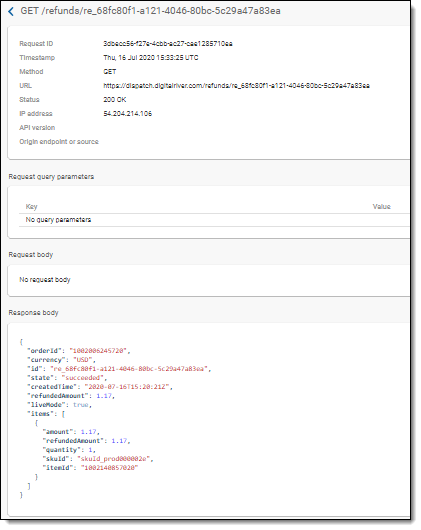 GET /refunds/re_68fc80f1-a121-4046-80bc-5c29a47a83ea
Request ID 3dbecc56-f27e-4cbb-ac27-cae1285710ea
Timestamp Thu, 16 Jul 2020 15:33:25 UTC
Method GET
URL https://dispatch.digitalriver.com/refunds/re_68fc80f1-a121-4046-80bc-5c29a47a83ea
Status 200 OK
IP address 54.204.214.106
API version
Origin endpoint or source
Request query parameters
Key Value
No query parameters
Request body
No request body
Response body
{
"orderId": "1002006245720",
"currency": "USD",
"id": "re_68fc80f1-a121-4046-80bc-5c29a47a83ea",
"state": "succeeded",
"createdTime": "2020-07-16T15:20:21Z",
"refundedAmount": 1.17,
"liveMode": true,
"items": [
{
"amount": 1.17,
"refundedAmount": 1.17,
"quantity": 1,
"skuId": "skuId_prod000002e",
"itemId": "1002140857020"
}
]
}